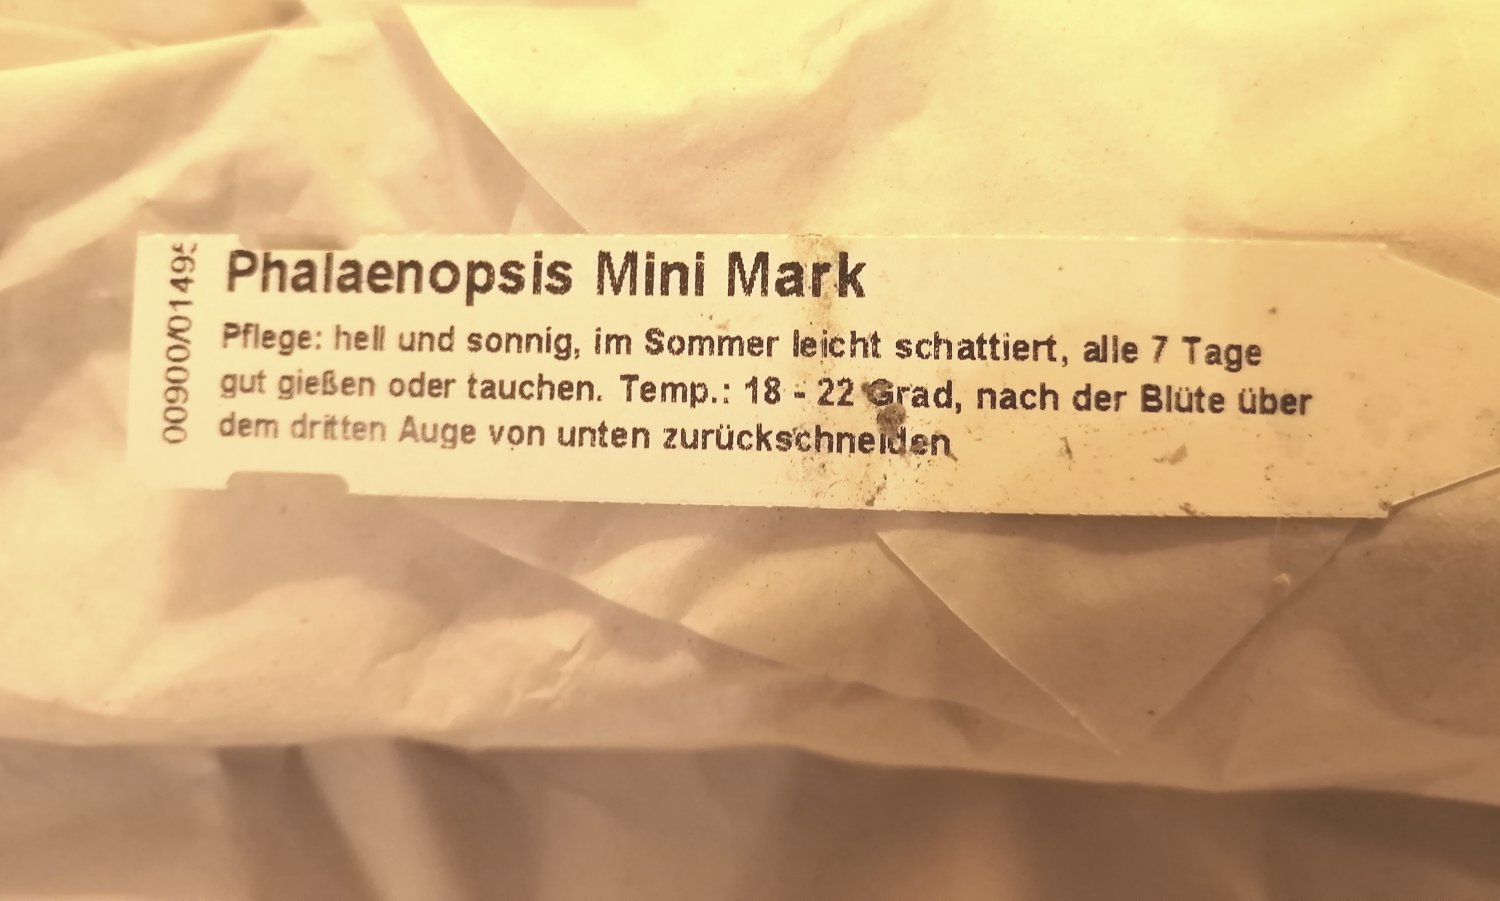 Phalaenopsis Mini Mark
Pflege: hell und sonnig, im Sommer leicht schattiert, alle 7 Tage
gut gießen oder tauchen. Temp.: 18 - 22 Grad, nach der Blüte über
dem dritten Auge von unten zurückschneiden
00900/01495